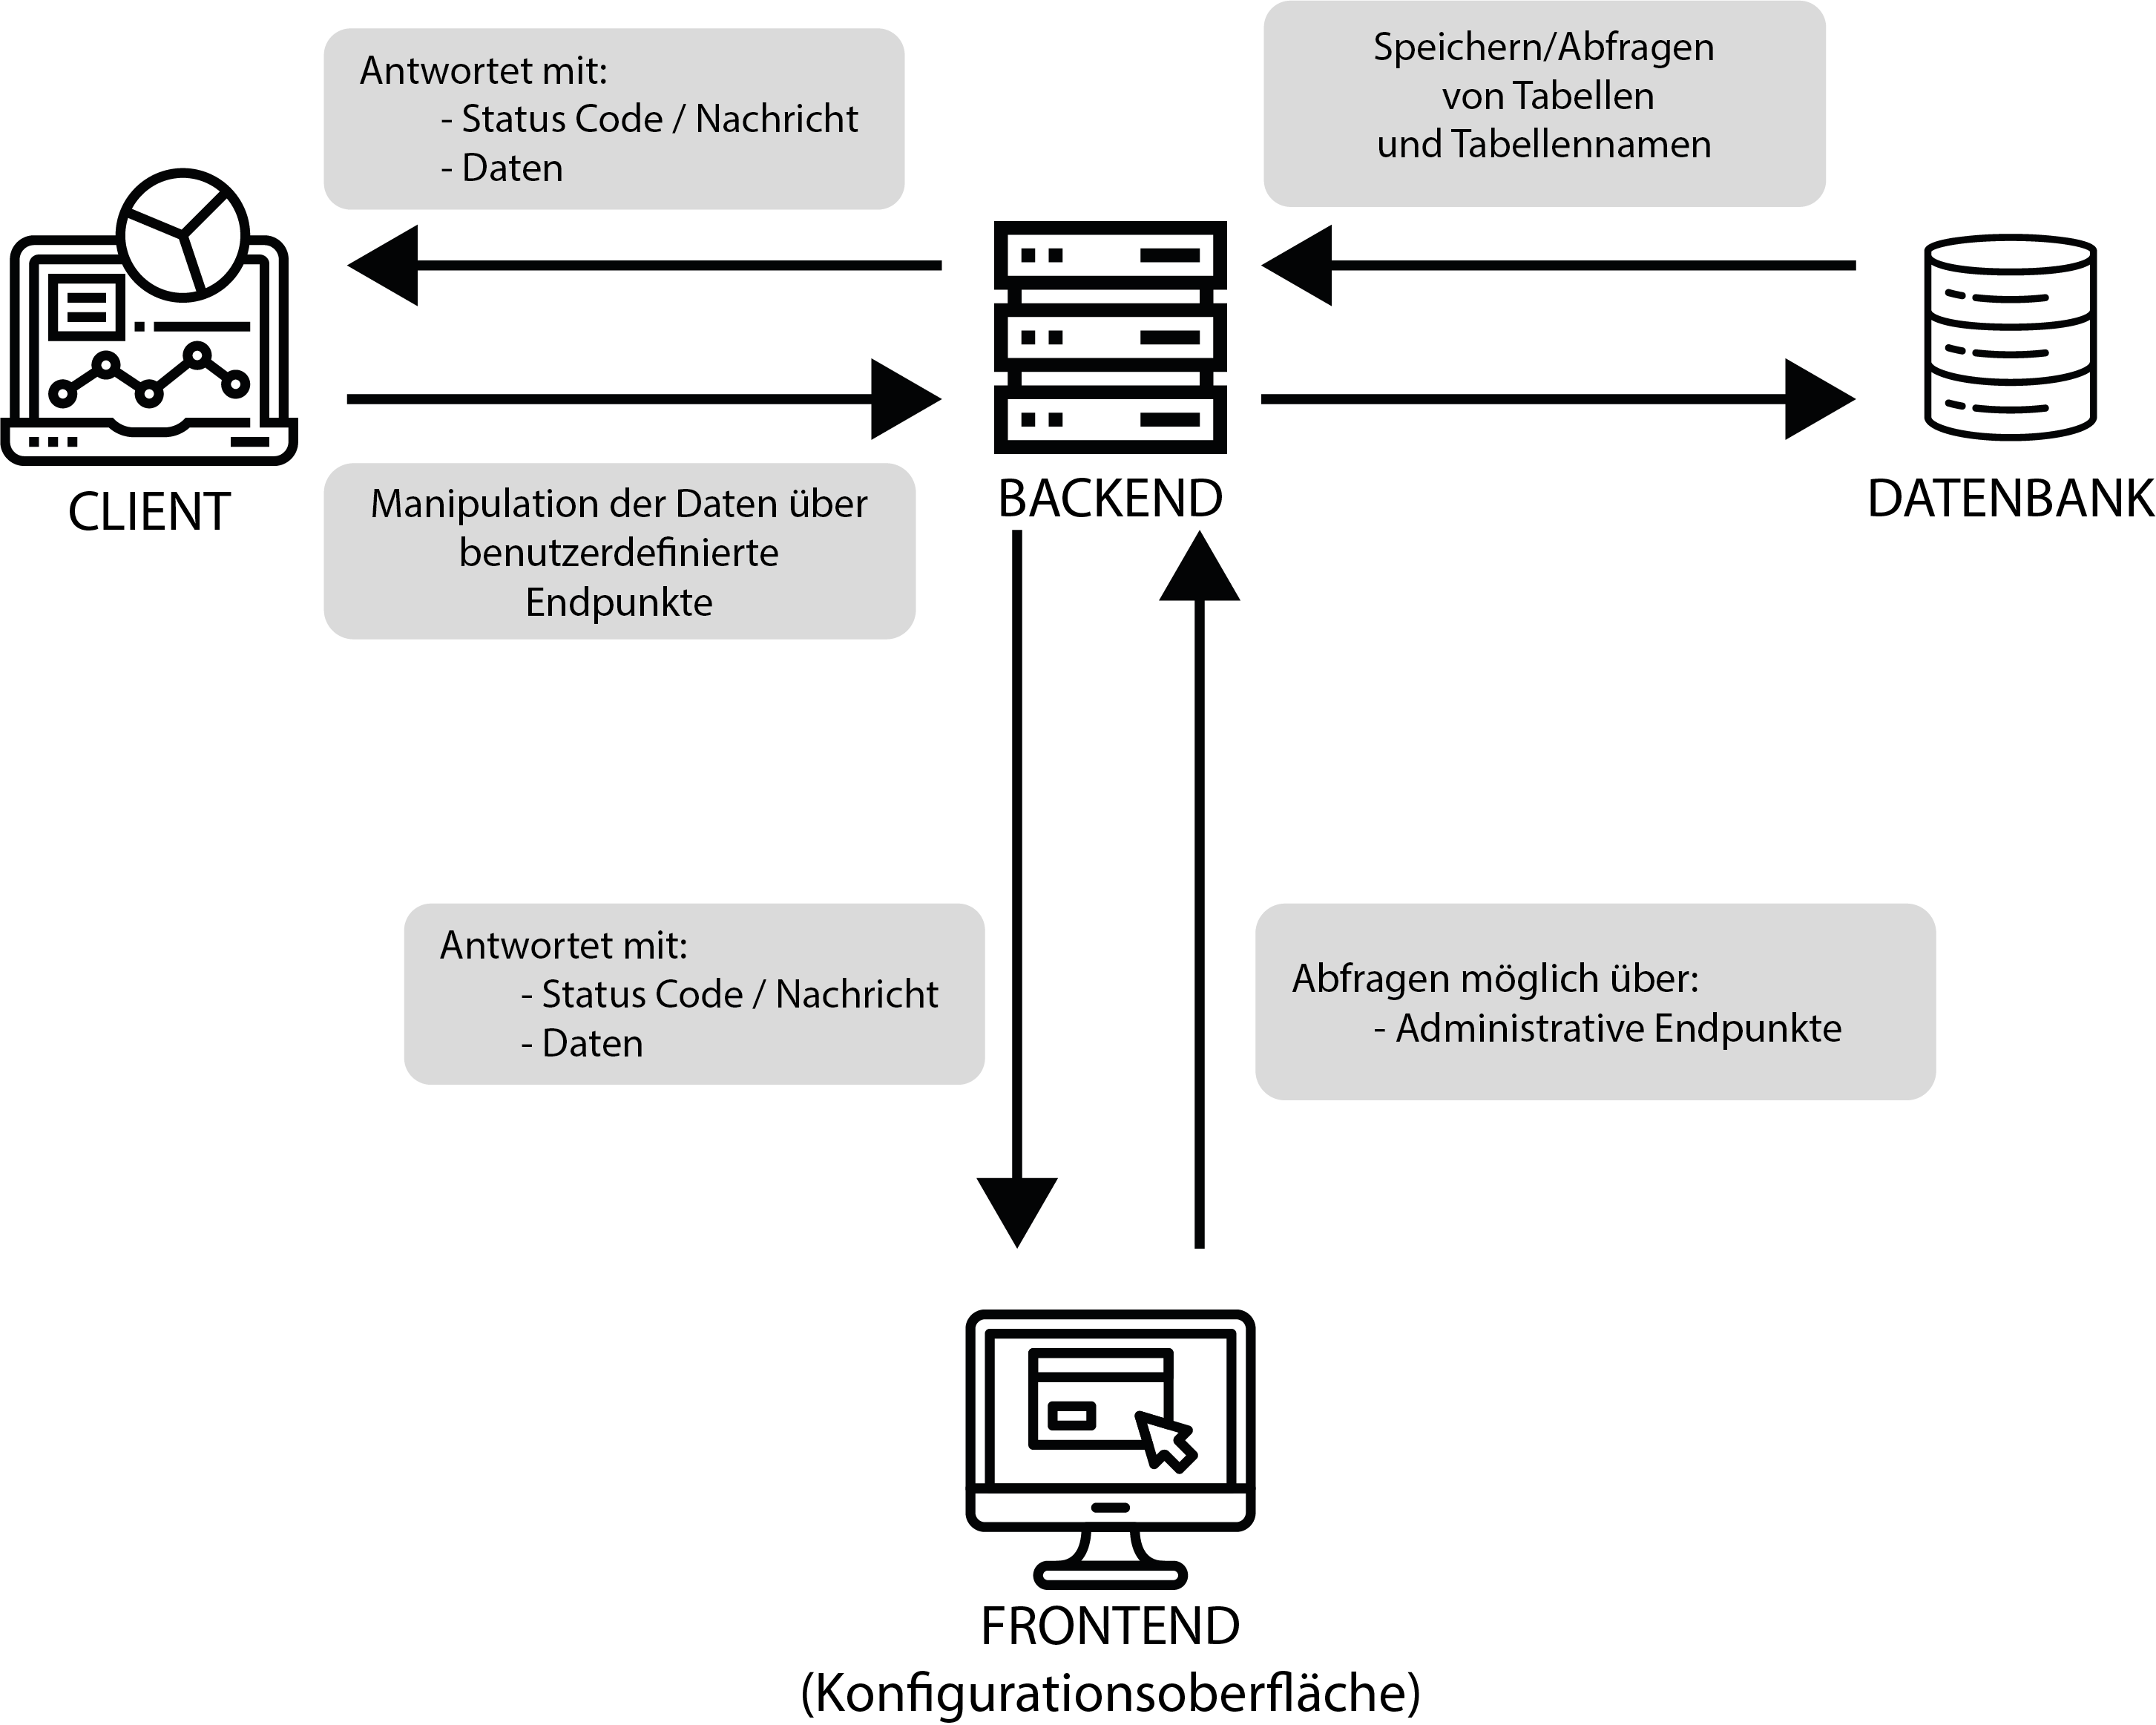 Antwortet mit:
- Status Code / Nachricht
- Daten
Speichern/Abfragen
von Tabellen
und Tabellennamen
CLIENT
BACKEND
DATENBANK
Manipulation der Daten über
benutzerdefinierte
Endpunkte
Antwortet mit:
- Status Code / Nachricht
- Daten
Abfragen möglich über:
- Administrative Endpunkte
FRONTEND
(Konfigurationsoberfläche)